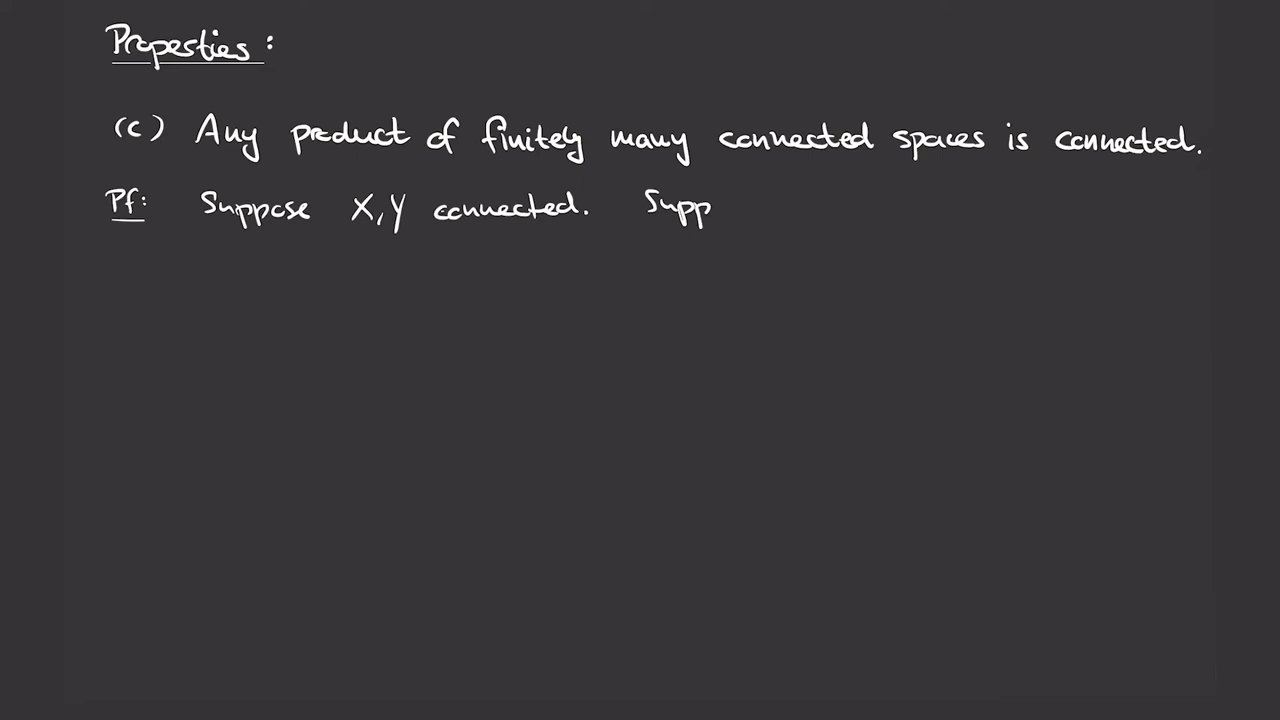 Properties:
(c) Any product of finitely many connected spaces is connected.
Pf: Suppose X, Y connected. Supp